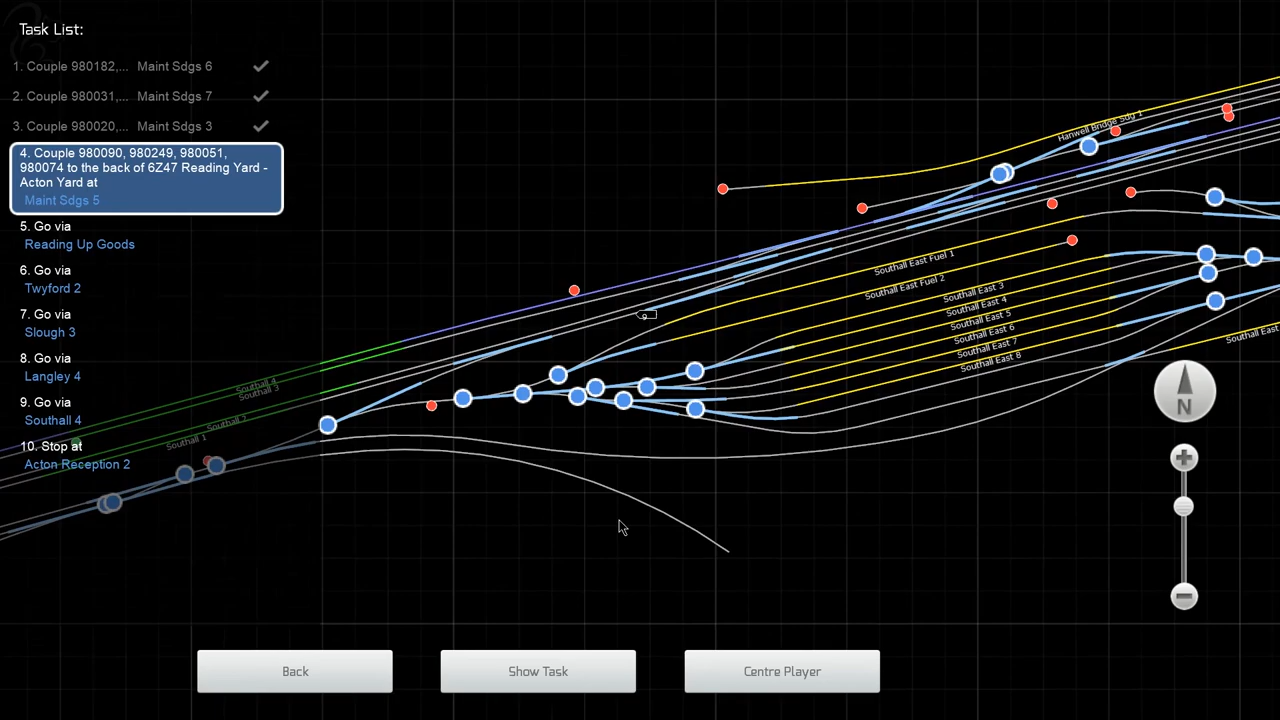 Task List:
1. Couple 980182,... Maint Sdgs 6
2. Couple 980031,... Maint Sdgs 7
3. Couple 980020,... Maint Sdgs 3
4. Couple 980090, 980249, 980051,
980074 to the back of 6Z47 Reading Yard -
Acton Yard at
Maint Sdgs 5
5. Go via
Reading Up Goods
6. Go via
Twyford 2
7. Go via
Slough 3
8. Go via
Langley 4
9. Go via
Southall 4
10. Stop at
Acton Reception 2
Hanwell Bridge Sdg 1
Southall East Fuel 1
Southall East Fuel 2
Southall East 3
Southall East 4
Southall East 5
Southall East 6
Southall East 7
Southall East 8
Southall East
9
Southall 4
Southall 3
Southall 2
Southall 1
N
Back
Show Task
Centre Player